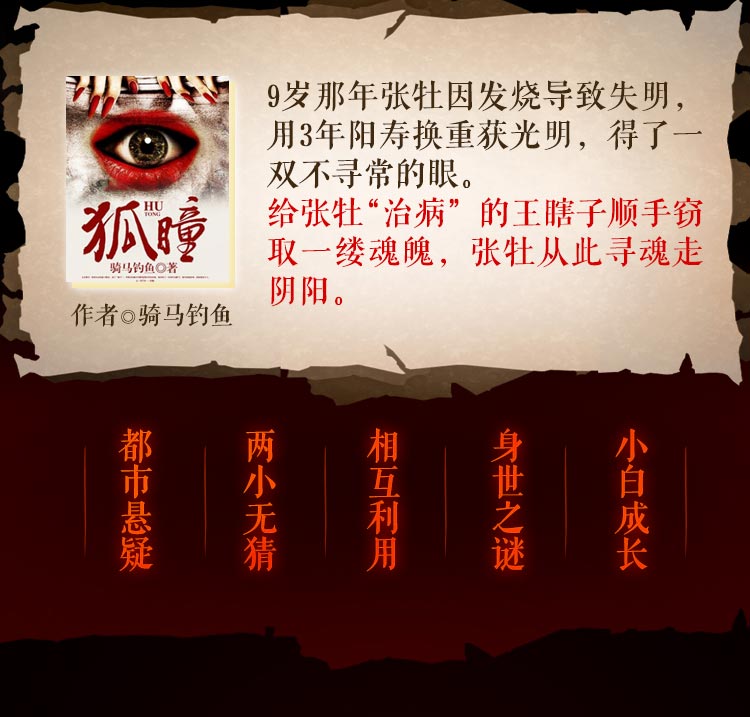 9岁那年张牡因发烧导致失明，
用3年阳寿换重获光明，得了一
双不寻常的眼。
给张牡“治病” 的王瞎子顺手窃
取一缕魂魄，张牡从此寻魂走
阴阳。
HU
TONG
狐瞳
骑马钓鱼◎著
作者◎骑马钓鱼
都市悬疑
两小无猜
相互利用
身世之谜
小白成长